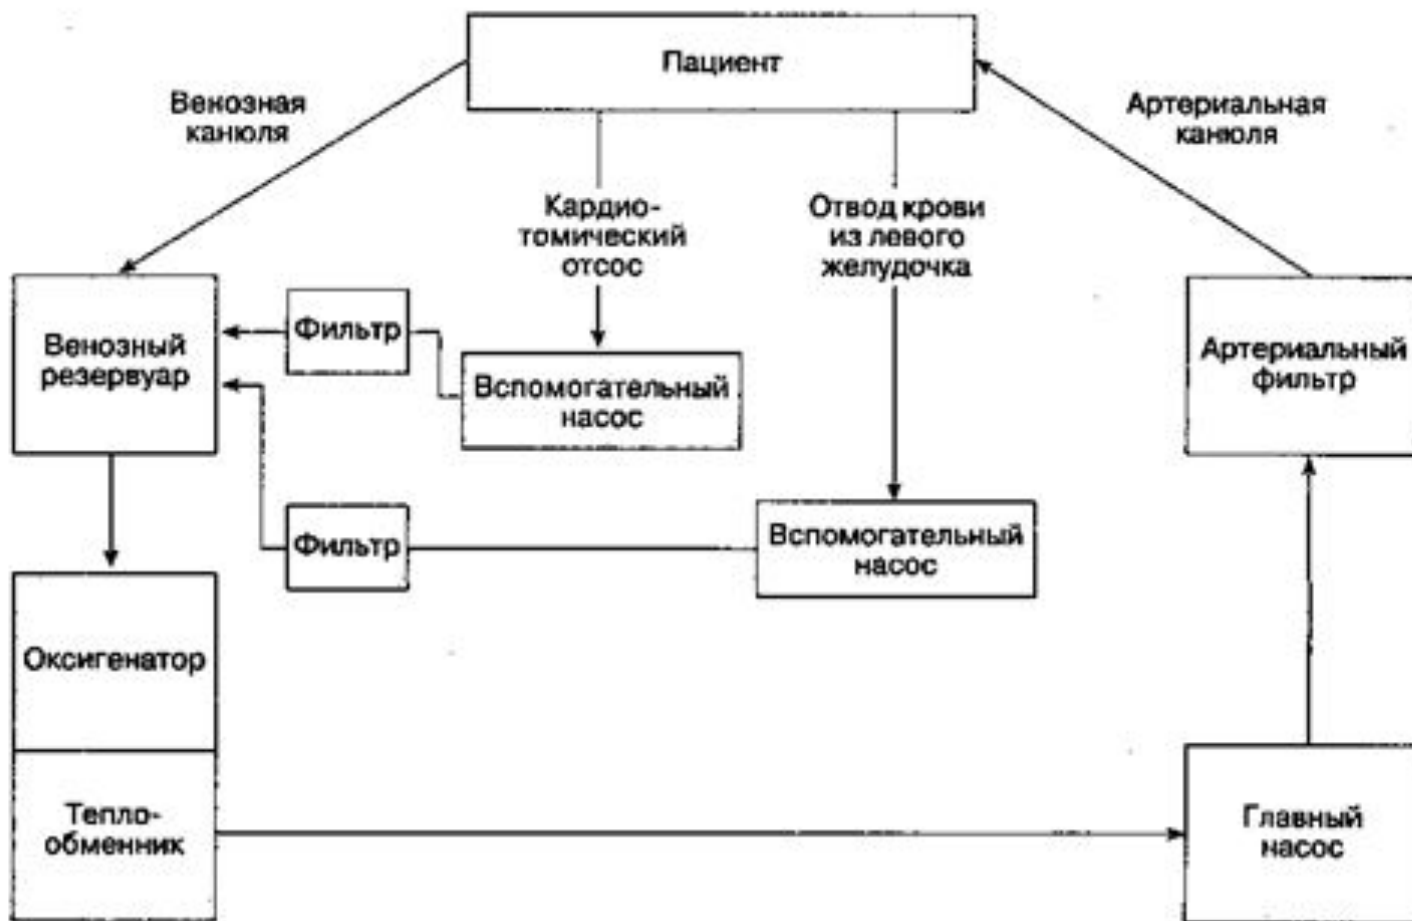 Пациент
Венозная
канюля
Артериальная
канюля
Кардио-
томический
отсос
Отвод крови
из левого
желудочка
Венозный
резервуар
Фильтр
Вспомогательный
насос
Артериальный
фильтр
Фильтр
Вспомогательный
насос
Оксигенатор
Тепло-
обменник
Главный
насос